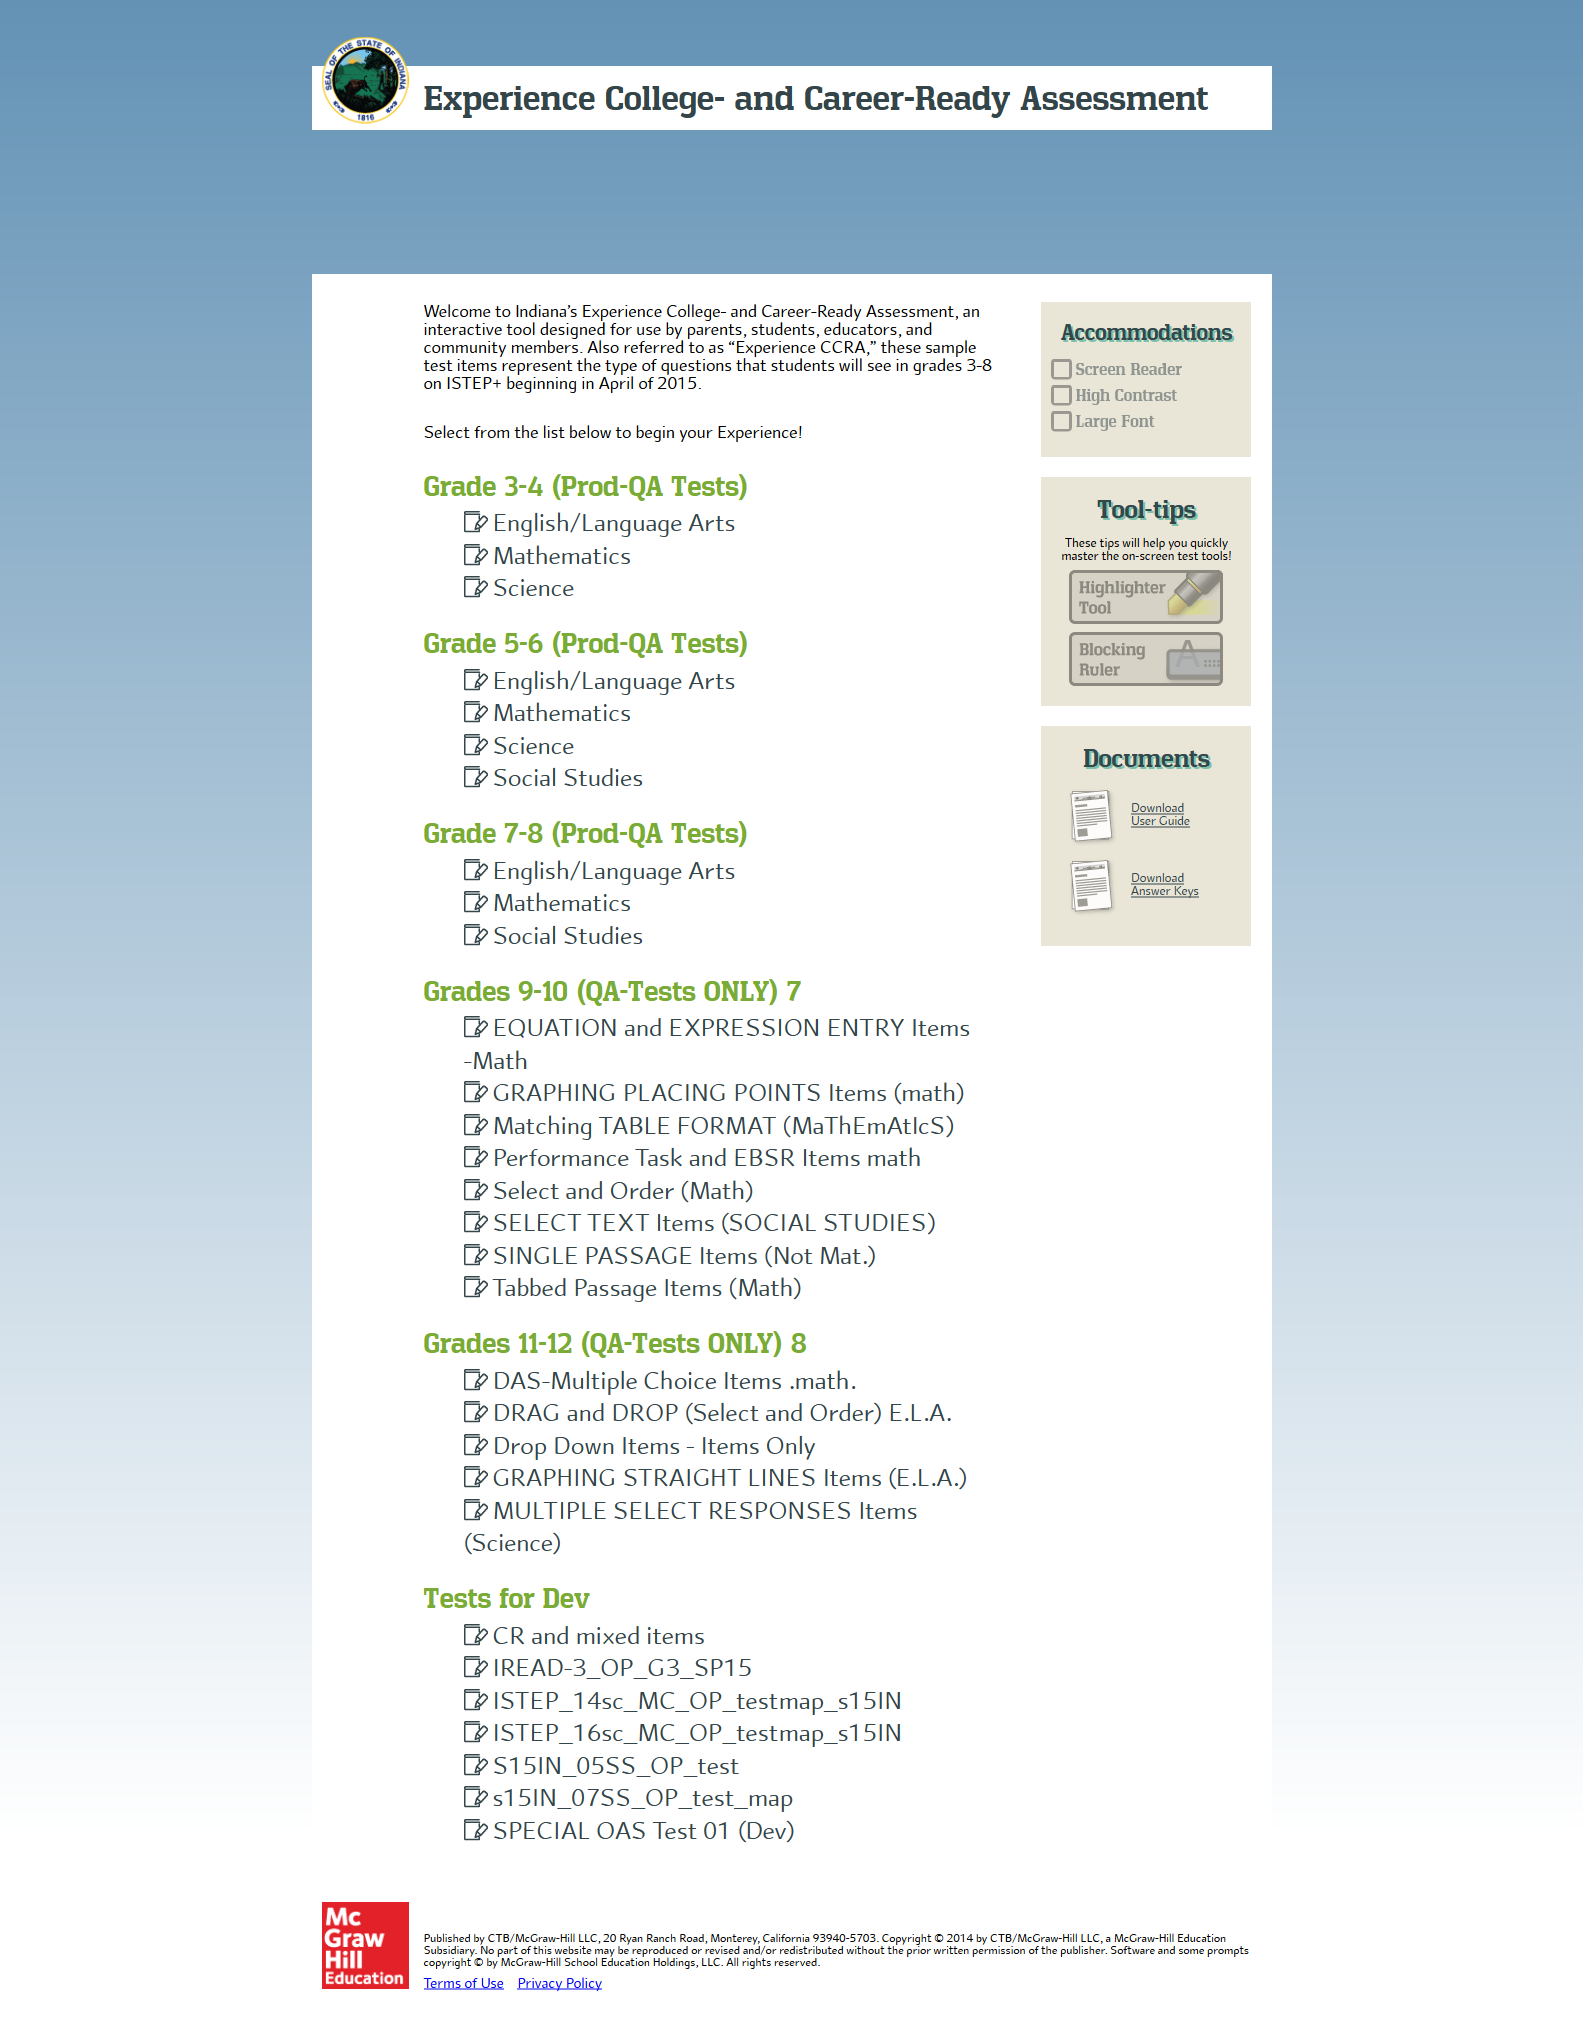 SEAL OF THE STATE OF INDIANA
1816
Experience College- and Career-Ready Assessment
Welcome to Indiana’s Experience College- and Career-Ready Assessment, an
interactive tool designed for use by parents, students, educators, and
community members. Also referred to as “Experience CCRA,” these sample
test items represent the type of questions that students will see in grades 3-8
on ISTEP+ beginning in April of 2015.
Select from the list below to begin your Experience!
Grade 3-4 (Prod-QA Tests)
English/Language Arts
Mathematics
Science
Grade 5-6 (Prod-QA Tests)
English/Language Arts
Mathematics
Science
Social Studies
Grade 7-8 (Prod-QA Tests)
English/Language Arts
Mathematics
Social Studies
Grades 9-10 (QA-Tests ONLY) 7
EQUATION and EXPRESSION ENTRY Items
-Math
GRAPHING PLACING POINTS Items (math)
Matching TABLE FORMAT (MaThEmAtIcS)
Performance Task and EBSR Items math
Select and Order (Math)
SELECT TEXT Items (SOCIAL STUDIES)
SINGLE PASSAGE Items (Not Mat.)
Tabbed Passage Items (Math)
Grades 11-12 (QA-Tests ONLY) 8
DAS-Multiple Choice Items .math.
DRAG and DROP (Select and Order) E.L.A.
Drop Down Items - Items Only
GRAPHING STRAIGHT LINES Items (E.L.A.)
MULTIPLE SELECT RESPONSES Items
(Science)
Tests for Dev
CR and mixed items
IREAD-3_OP_G3_SP15
ISTEP_14sc_MC_OP_testmap_s15IN
ISTEP_16sc_MC_OP_testmap_s15IN
S15IN_05SS_OP_test
s15IN_07SS_OP_test_map
SPECIAL OAS Test 01 (Dev)
Accommodations
Screen Reader
High Contrast
Large Font
Tool-tips
These tips will help you quickly
master the on-screen test tools!
Highlighter
Tool
Blocking
Ruler
A
Documents
Download
User Guide
Download
Answer Keys
Mc
Graw
Hill
Education
Published by CTB/McGraw-Hill LLC, 20 Ryan Ranch Road, Monterey, California 93940-5703. Copyright © 2014 by CTB/McGraw-Hill LLC, a McGraw-Hill Education
Subsidiary. No part of this website may be reproduced or revised and/or redistributed without the prior written permission of the publisher. Software and some prompts
copyright © by McGraw-Hill School Education Holdings, LLC. All rights reserved.
Terms of Use Privacy Policy